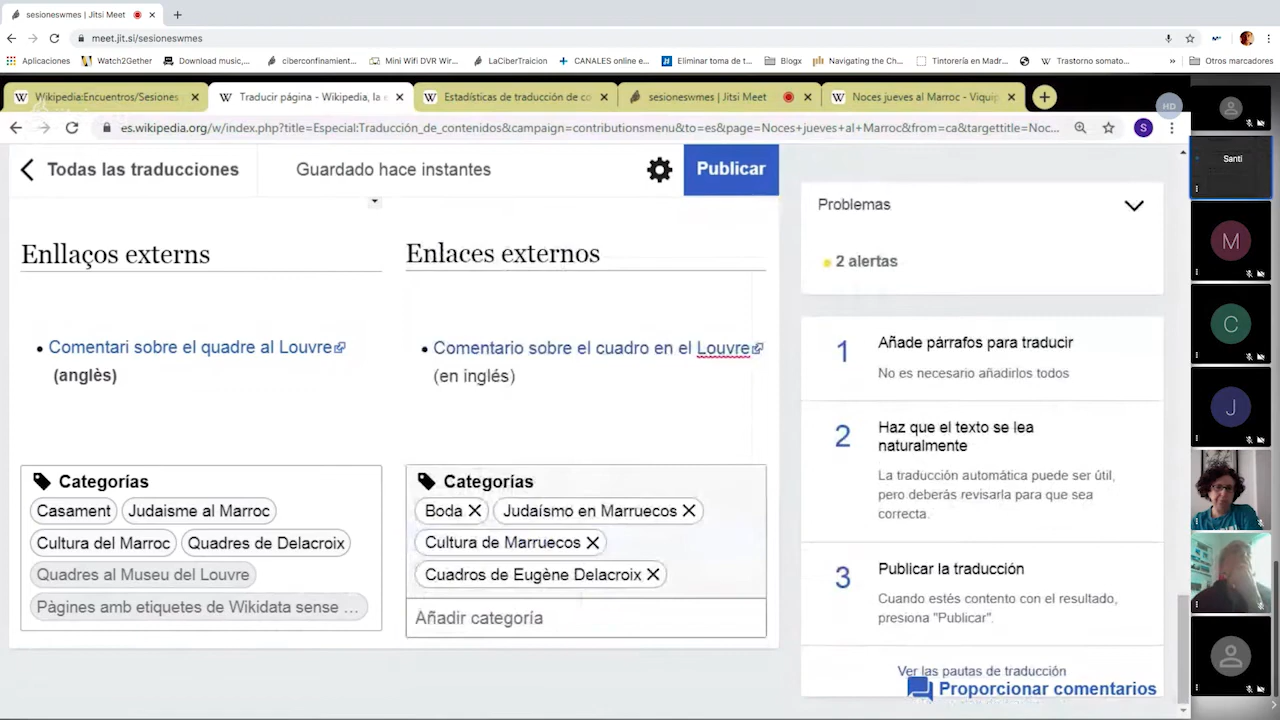 sesioneswmes | Jitsi Meet
meet.jit.si/sesioneswmes
Aplicaciones
Watch2Gether
Download music,...
ciberconfinament...
Mini Wifi DVR Wir...
LaCiberTraicion
CANALES online e...
Eliminar toma de t...
Blogx
Navigating the Ch...
Tintorería en Madr...
Trastorno somato...
»
Otros marcadores
Wikipedia:Encuentros/Sesiones
Traducir página - Wikipedia, la e
Estadísticas de traducción de co
sesioneswmes | Jitsi Meet
Noces jueves al Marroc - Viquip
HD
es.wikipedia.org/w/index.php?title=Especial:Traducción_de_contenidos&campaign=contributionsmenu&to=es&page=Noces+jueves+al+Marroc&from=ca&targettitle=Noc...
S
Todas las traducciones
Guardado hace instantes
Publicar
Enllaços externs
Comentari sobre el quadre al Louvre
(anglès)
Categorías
Casament
Judaisme al Marroc
Cultura del Marroc
Quadres de Delacroix
Quadres al Museu del Louvre
Pàgines amb etiquetes de Wikidata sense ...
Enlaces externos
Comentario sobre el cuadro en el Louvre
(en inglés)
Categorías
Boda
Judaísmo en Marruecos
Cultura de Marruecos
Cuadros de Eugène Delacroix
Añadir categoría
Problemas
2 alertas
1
Añade párrafos para traducir
No es necesario añadirlos todos
2
Haz que el texto se lea
naturalmente
La traducción automática puede ser útil,
pero deberás revisarla para que sea
correcta.
3
Publicar la traducción
Cuando estés contento con el resultado,
presiona "Publicar".
Ver las pautas de traducción
Proporcionar comentarios
Santi
M
C
J